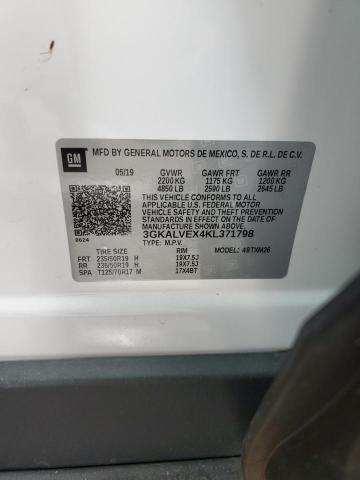 GM
MFD BY GENERAL MOTORS DE MEXICO, S. DE R.L. DE C.V.
05/19 GVWR GAWR FRT GAWR RR
2200 KG 1175 KG 1200 KG
4850 LB 2590 LB 2645 LB
THIS VEHICLE CONFORMS TO ALL
APPLICABLE U.S. FEDERAL MOTOR
VEHICLE SAFETY, BUMPER, AND THEFT
PREVENTION STANDARDS IN EFFECT ON
THE DATE OF MANUFACTURE SHOWN ABOVE.
3GKALVEX4KL371798
0624
TYPE: M.P.V. MODEL: 48TXM26
TIRE SIZE RIM
FRT 235/50R19 H 19X7.5J
RR 235/50R19 H 19X7.5J
SPA T125/70R17 M 17X4BT